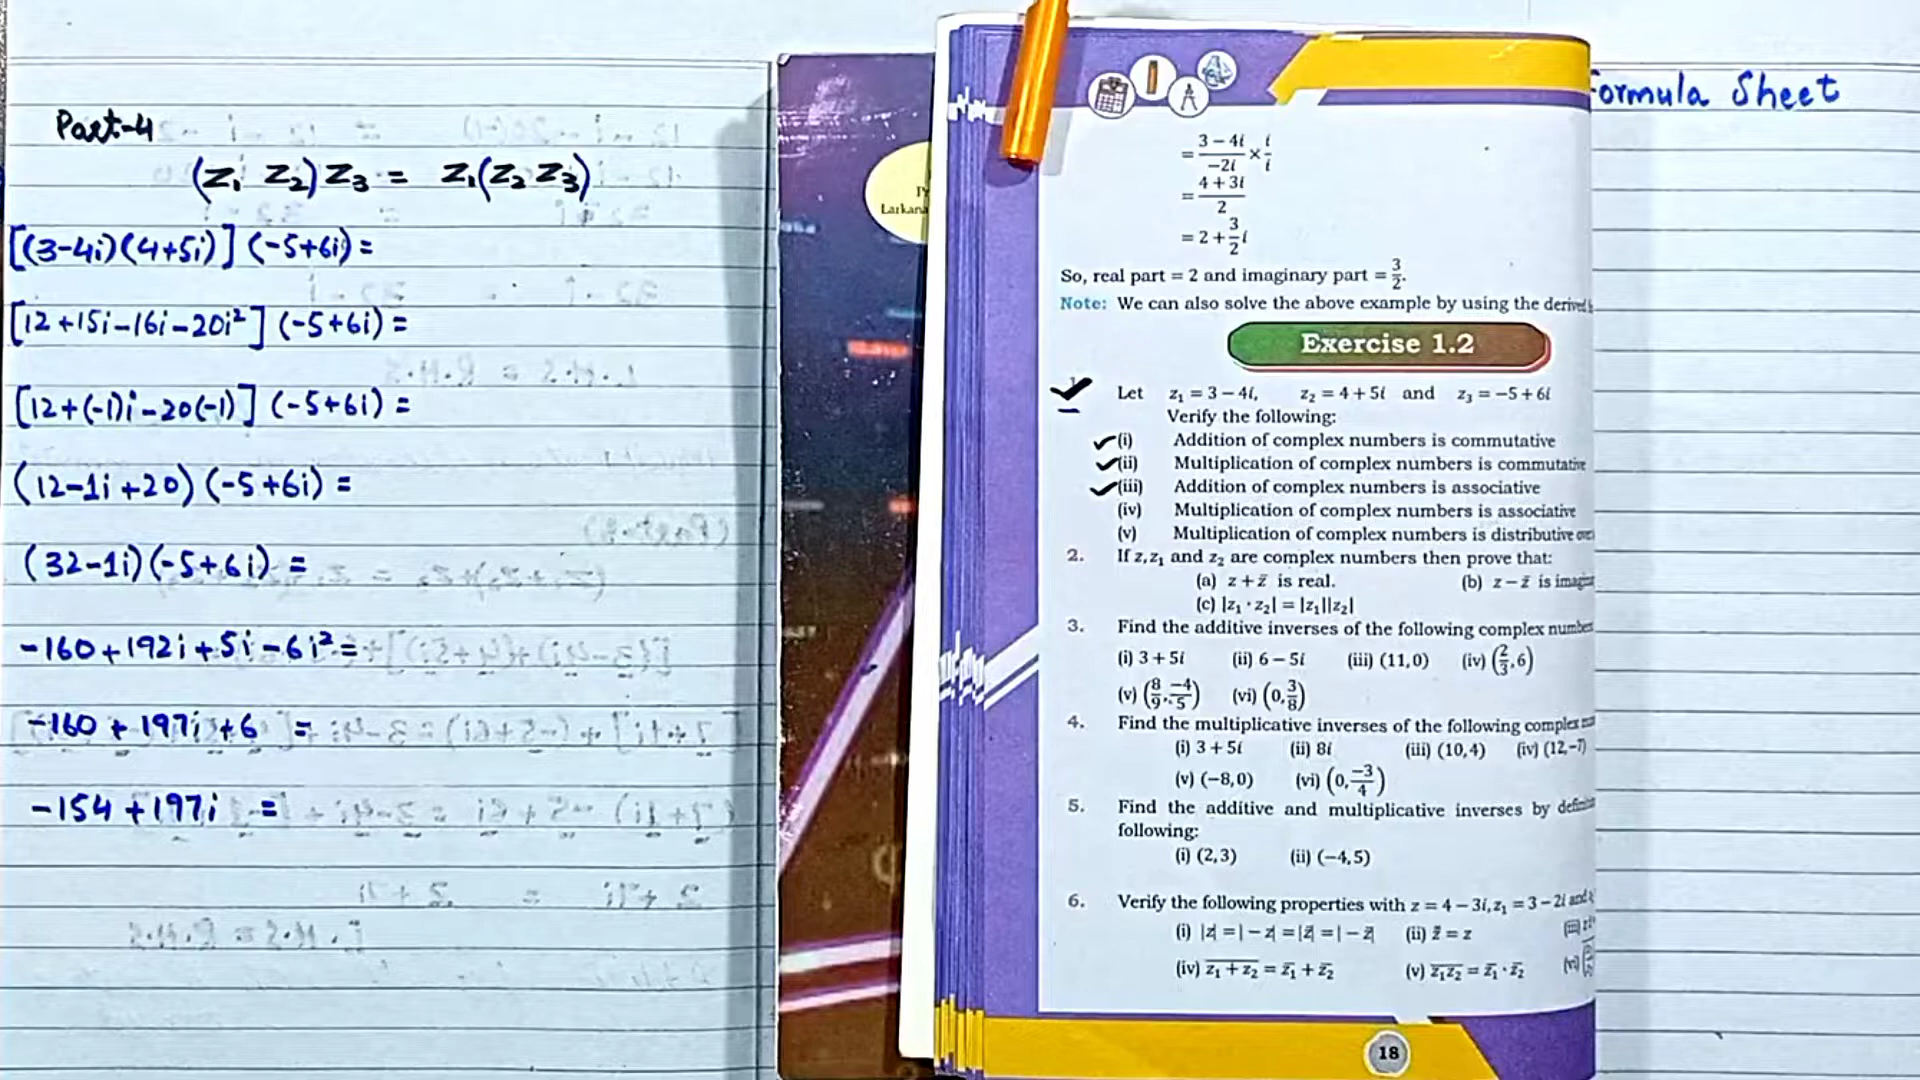 Part-4
(Z₁ Z₂)Z₃ = Z₁(Z₂ Z₃)
[(3-4i)(4+5i)] (-5+6i) =
[12+15i-16i-20i²] (-5+6i) =
[12+(-1)i-20(-1)] (-5+6i) =
(12-1i+20)(-5+6i) =
(32-1i)(-5+6i) =
-160+192i+5i-6i²=
-160 + 197i + 6 =
-154 + 197i =
Larkana
= (3 − 4i)/(−2i) × i/i
= (4 + 3i)/2
= 2 + 3/2 i
So, real part = 2 and imaginary part = 3/2.
Note: We can also solve the above example by using the derived
Exercise 1.2
1 Let z₁ = 3 − 4i, z₂ = 4 + 5i and z₃ = −5 + 6i
Verify the following:
(i) Addition of complex numbers is commutative
(ii) Multiplication of complex numbers is commutative
(iii) Addition of complex numbers is associative
(iv) Multiplication of complex numbers is associative
(v) Multiplication of complex numbers is distributive
2. If z, z₁ and z₂ are complex numbers then prove that:
(a) z + z̄ is real. (b) z − z̄ is
(c) |z₁ · z₂| = |z₁||z₂|
3. Find the additive inverses of the following complex
(i) 3 + 5i (ii) 6 − 5i (iii) (11,0) (iv) (2/3, 6)
(v) (8/9, −4/5) (vi) (0, 3/8)
4. Find the multiplicative inverses of the following complex
(i) 3 + 5i (ii) 8i (iii) (10, 4) (iv) (12, −7)
(v) (−8, 0) (vi) (0, −3/4)
5. Find the additive and multiplicative inverses by
following:
(i) (2, 3) (ii) (−4, 5)
6. Verify the following properties with z = 4 − 3i, z₁ = 3 − 2i and
(i) |z| = |− z| = |z̄| = |− z̄| (ii) z̿ = z (iii)
(iv) \overline{z₁ + z₂} = z̄₁ + z̄₂ (v) \overline{z₁z₂} = z̄₁ · z̄₂ (vi)
18
ormula Sheet